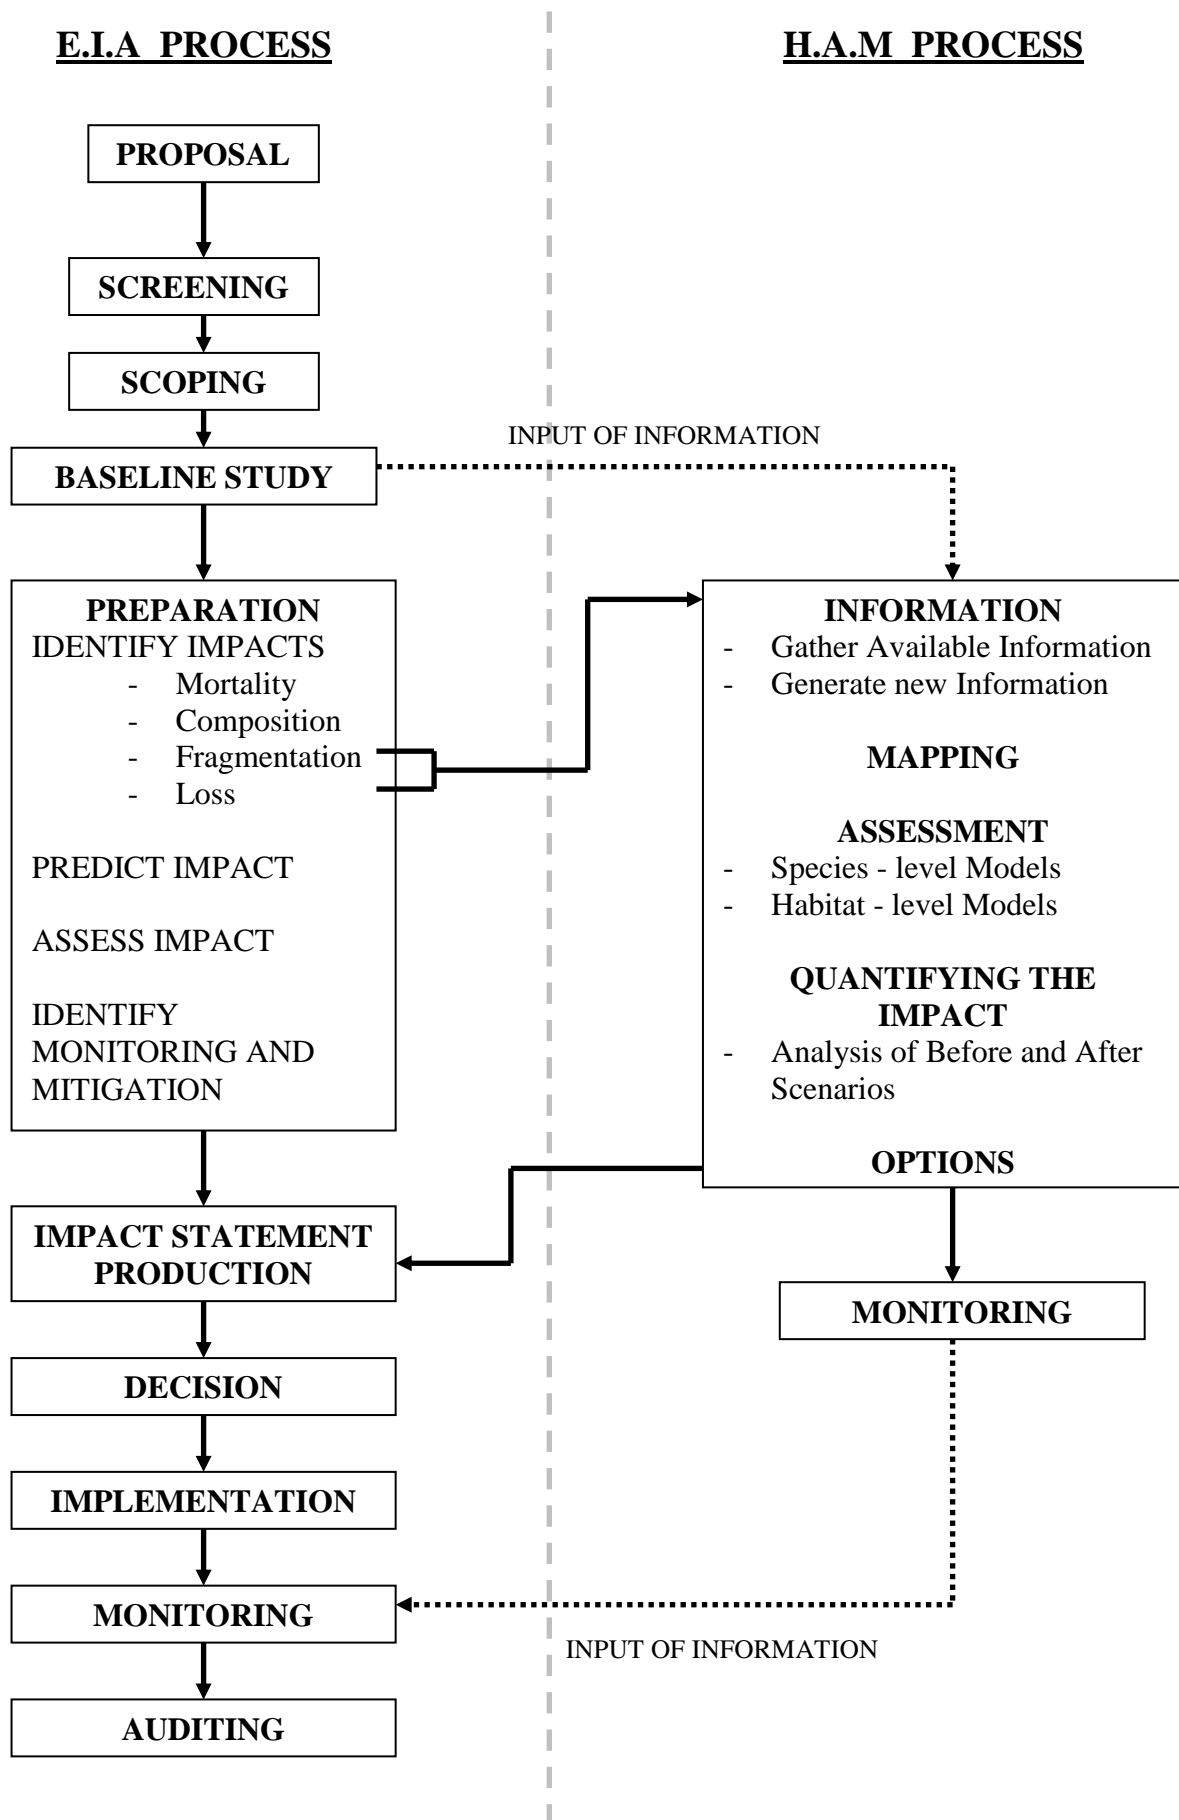 E.I.A PROCESS
H.A.M PROCESS
PROPOSAL
SCREENING
SCOPING
INPUT OF INFORMATION
BASELINE STUDY
PREPARATION
IDENTIFY IMPACTS
- Mortality
- Composition
- Fragmentation
- Loss
PREDICT IMPACT
ASSESS IMPACT
IDENTIFY
MONITORING AND
MITIGATION
INFORMATION
- Gather Available Information
- Generate new Information
MAPPING
ASSESSMENT
- Species - level Models
- Habitat - level Models
QUANTIFYING THE
IMPACT
- Analysis of Before and After
Scenarios
OPTIONS
IMPACT STATEMENT
PRODUCTION
MONITORING
DECISION
IMPLEMENTATION
MONITORING
INPUT OF INFORMATION
AUDITING